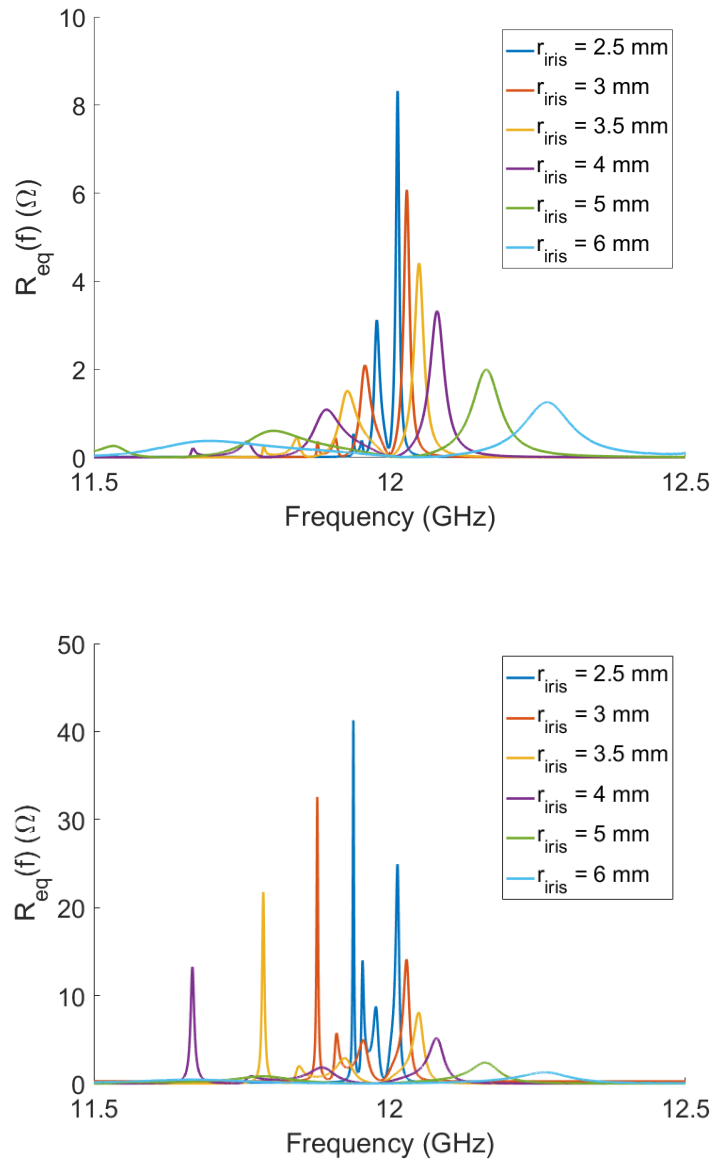 10
8
6
4
2
0
R_eq(f) (Ω)
r_iris = 2.5 mm
r_iris = 3 mm
r_iris = 3.5 mm
r_iris = 4 mm
r_iris = 5 mm
r_iris = 6 mm
11.5 12 12.5
Frequency (GHz)
50
40
30
20
10
0
R_eq(f) (Ω)
r_iris = 2.5 mm
r_iris = 3 mm
r_iris = 3.5 mm
r_iris = 4 mm
r_iris = 5 mm
r_iris = 6 mm
11.5 12 12.5
Frequency (GHz)